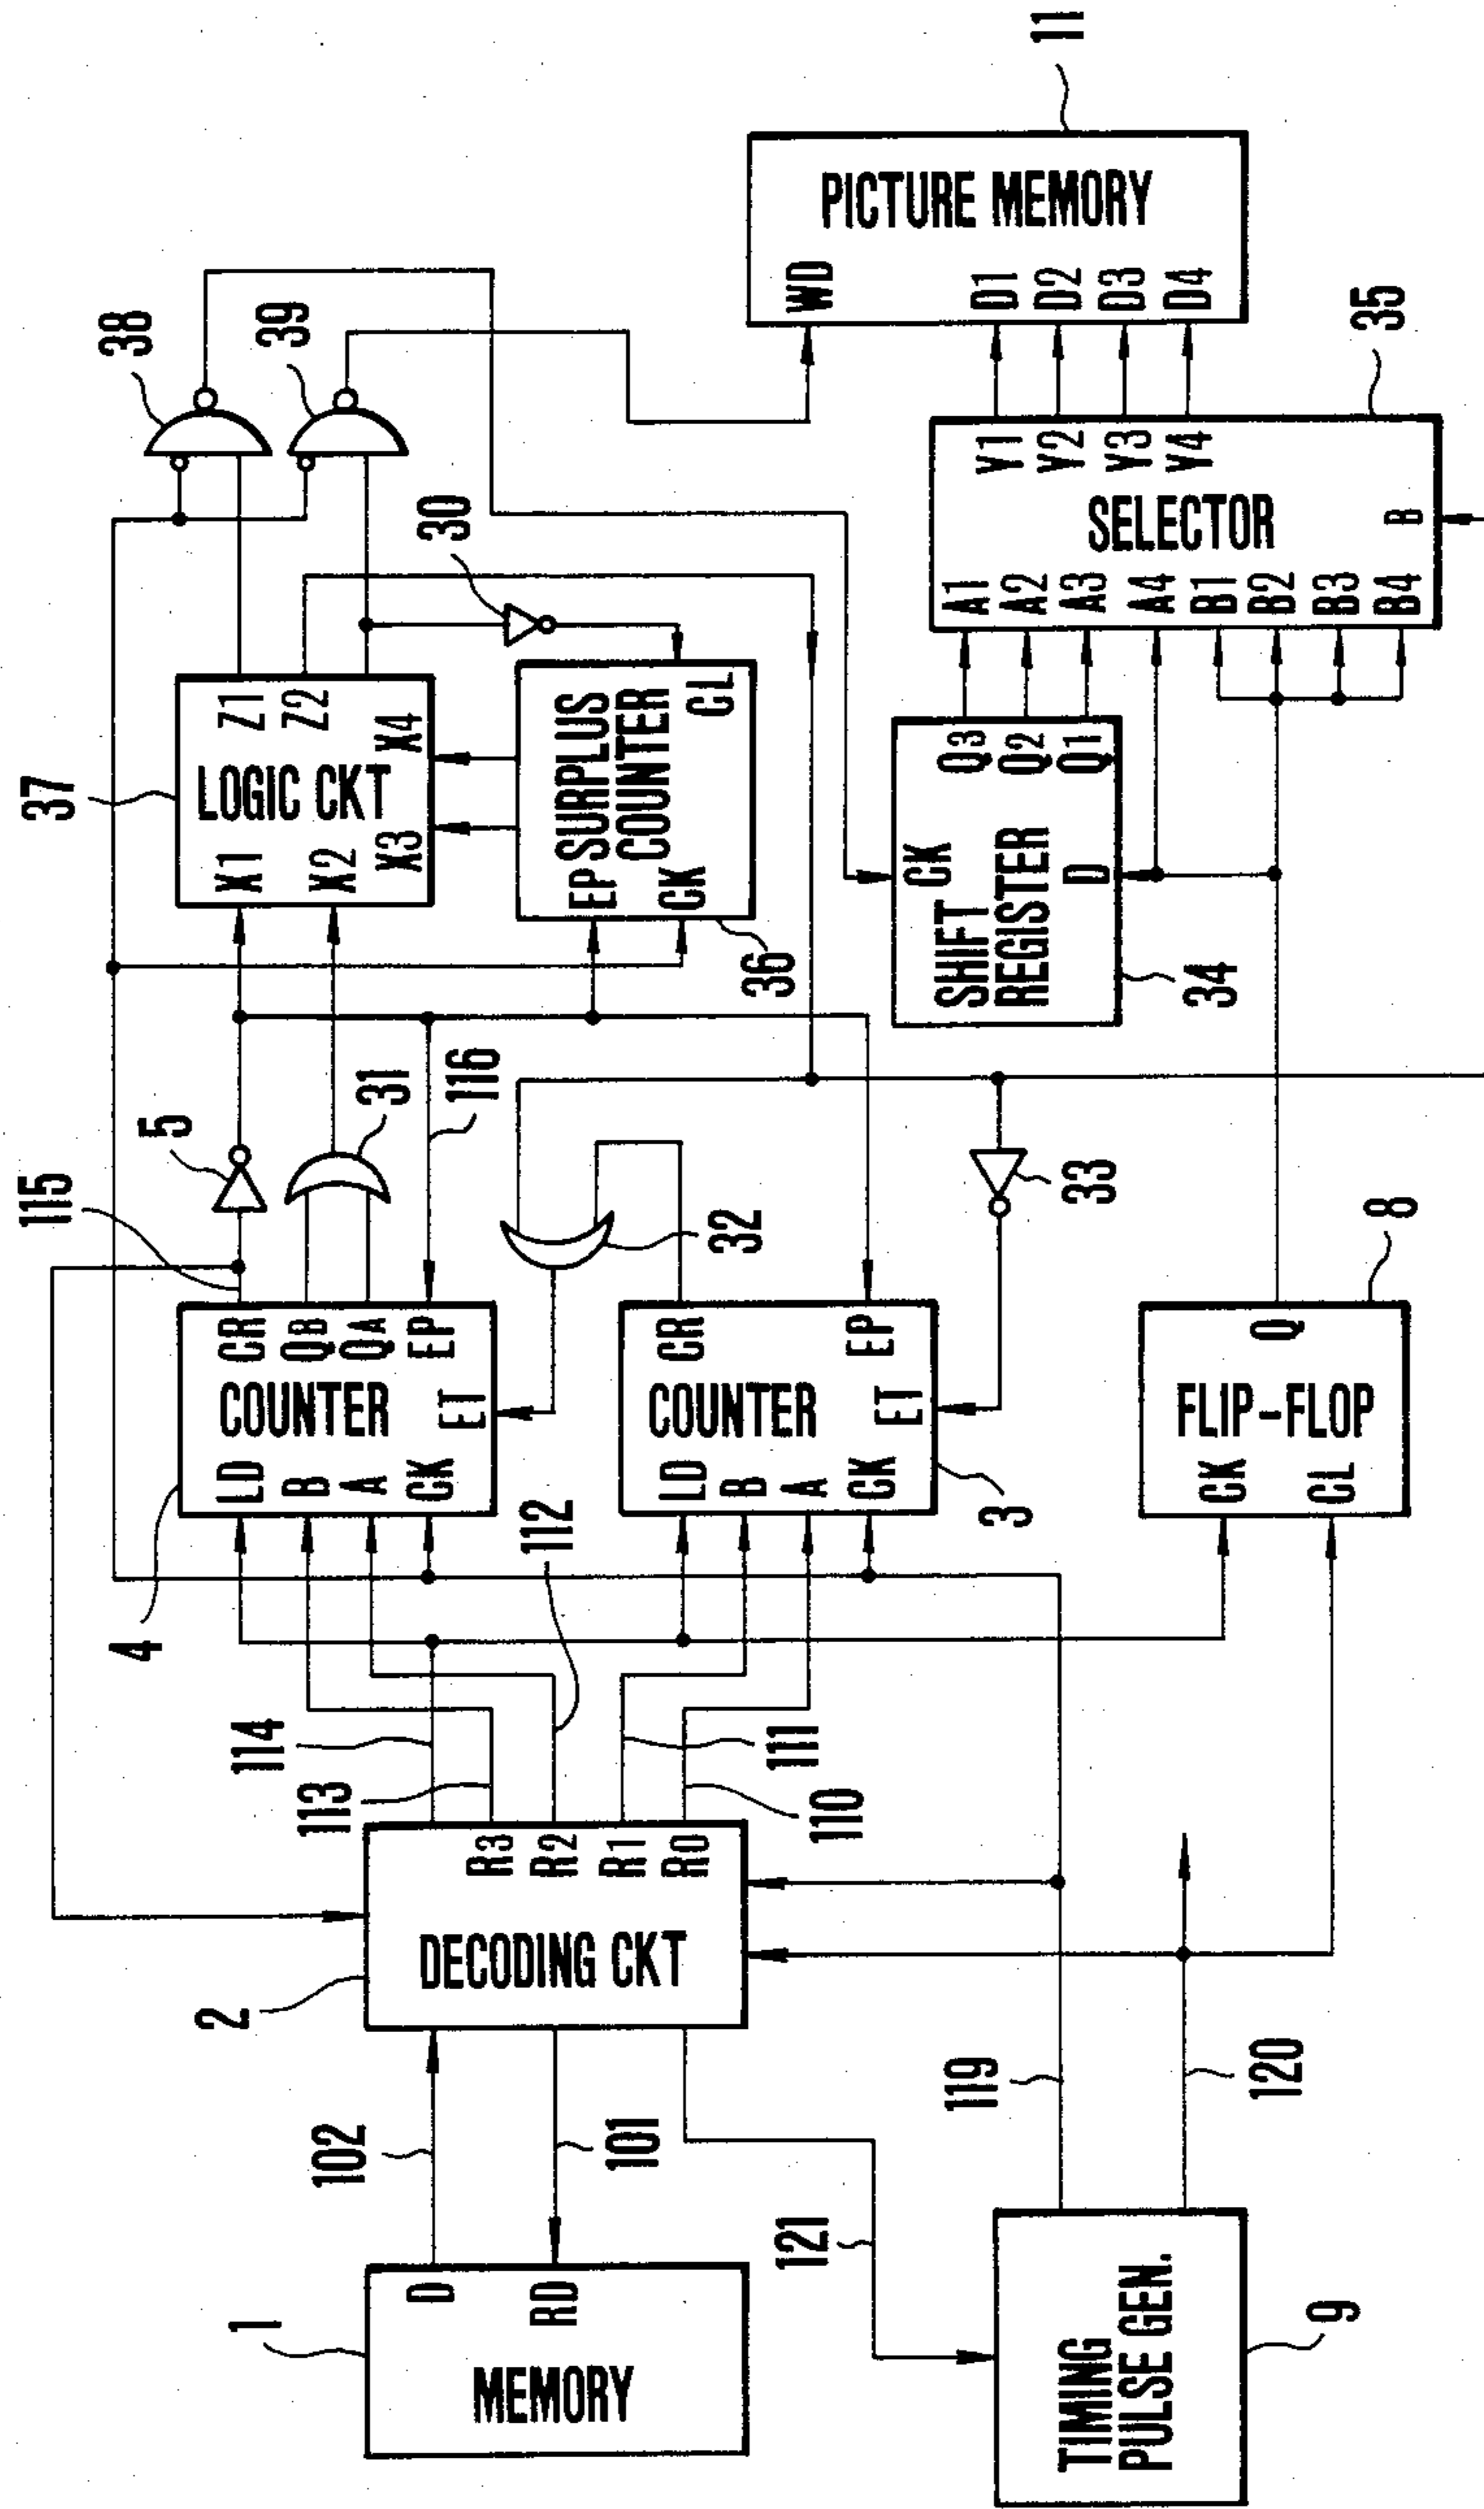 1
MEMORY
D
RD
102
101
121
TIMING
PULSE GEN.
9
2
DECODING CKT
R3
R2
R1
R0
119
120
114
113
112
111
110
4
COUNTER
LD
B
A
CK
CR
QB
QA
EP
ET
3
COUNTER
LD
B
A
CK
CR
EP
ET
FLIP-FLOP
CK
CL
Q
8
115
5
31
116
32
33
37
LOGIC CKT
X1
X2
X3
X4
Z1
Z2
SURPLUS
COUNTER
EP
CK
CL
36
30
SHIFT
REGISTER
CK
D
Q3
Q2
Q1
34
38
39
SELECTOR
A1
A2
A3
A4
B1
B2
B3
B4
Y1
Y2
Y3
Y4
B
35
PICTURE MEMORY
WD
D1
D2
D3
D4
11